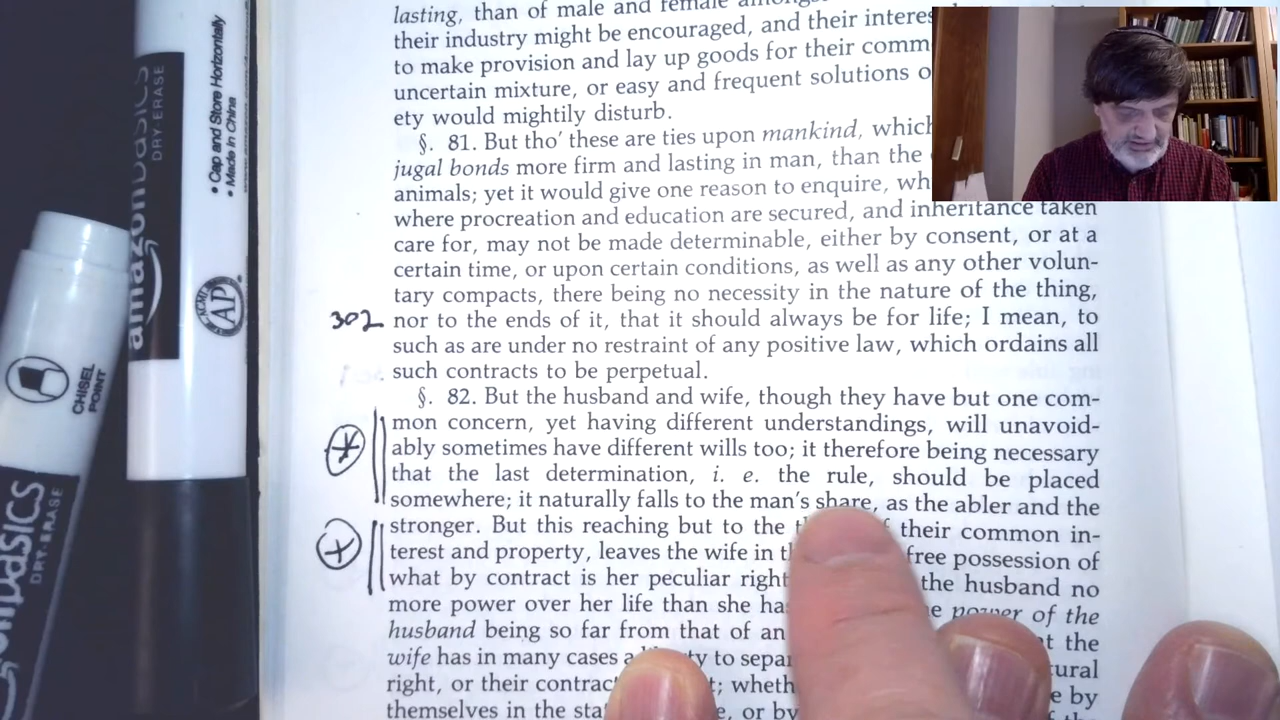 lasting, than of male and female
their industry might be encouraged, and their
to make provision and lay up goods for their
uncertain mixture, or easy and frequent solutions
ety would mightily disturb.
§. 81. But tho' these are ties upon mankind, which
jugal bonds more firm and lasting in man, than the
animals; yet it would give one reason to enquire,
where procreation and education are secured, and inheritance taken
care for, may not be made determinable, either by consent, or at a
certain time, or upon certain conditions, as well as any other volun-
tary compacts, there being no necessity in the nature of the thing,
302 nor to the ends of it, that it should always be for life; I mean, to
such as are under no restraint of any positive law, which ordains all
such contracts to be perpetual.
§. 82. But the husband and wife, though they have but one com-
mon concern, yet having different understandings, will unavoid-
ably sometimes have different wills too; it therefore being necessary
that the last determination, i. e. the rule, should be placed
somewhere; it naturally falls to the man's share, as the abler and the
stronger. But this reaching but to the their common in-
terest and property, leaves the wife in free possession of
what by contract is her peculiar right the husband no
more power over her life than she power of the
husband being so far from that of an the
wife has in many cases
right, or their
themselves in the or by
amazonbasics
DRY-ERASE
• Cap and Store Horizontally
• Made in China
ACMI
AP
CHISEL
POINT
DRY-ERASE